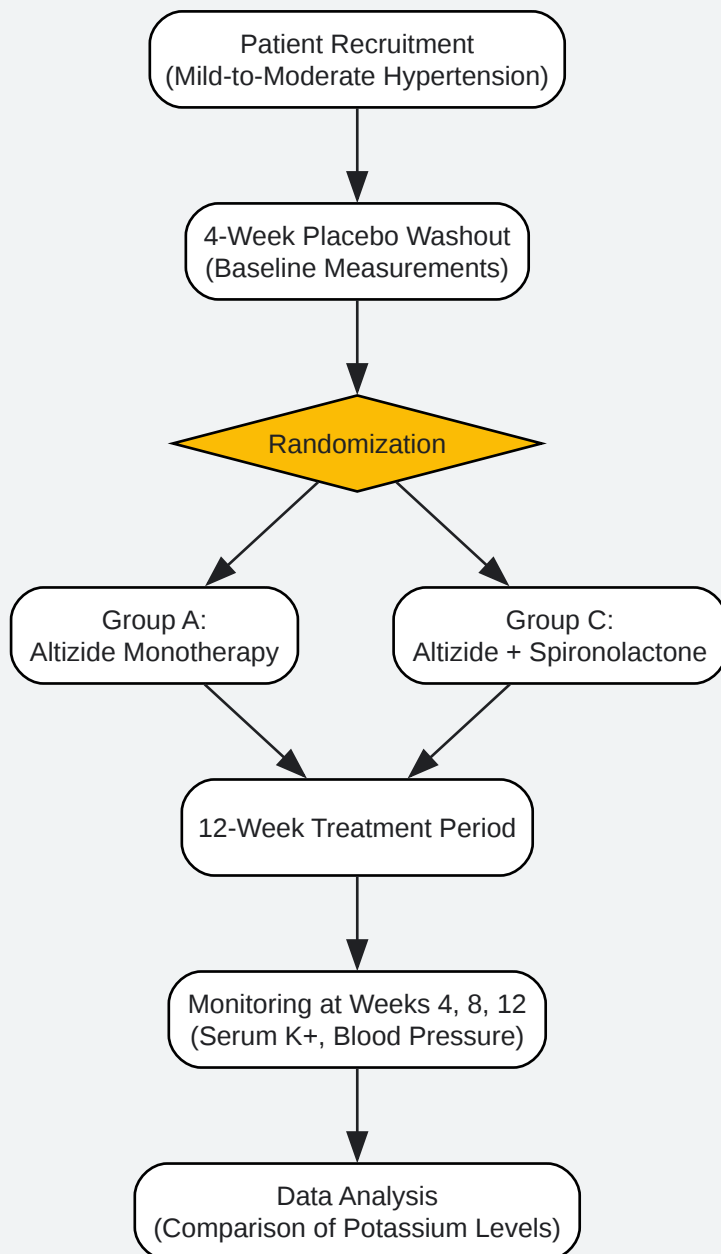 Patient Recruitment
(Mild-to-Moderate Hypertension)
4-Week Placebo Washout
(Baseline Measurements)
Randomization
Group A:
Altizide Monotherapy
Group C:
Altizide + Spironolactone
12-Week Treatment Period
Monitoring at Weeks 4, 8, 12
(Serum K+, Blood Pressure)
Data Analysis
(Comparison of Potassium Levels)